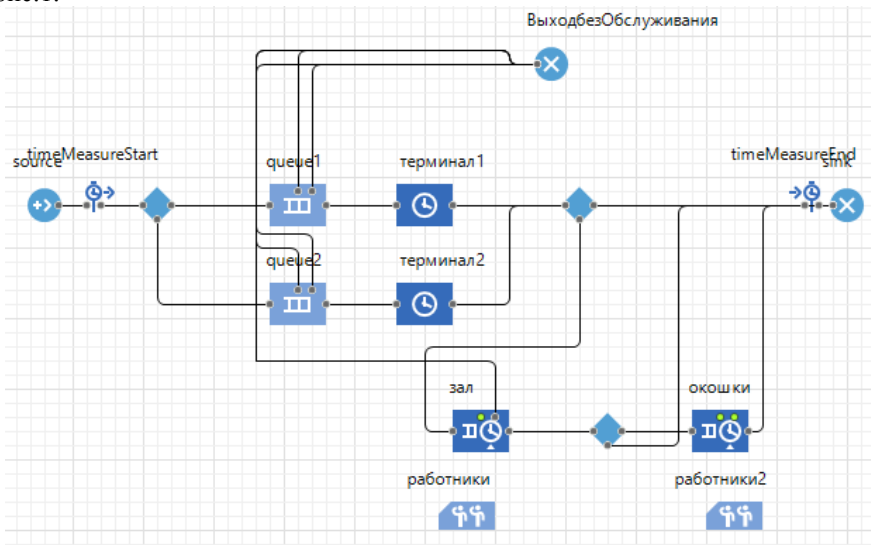 ВыходбезОбслуживания
source
timeMeasureStart
queue1
терминал1
timeMeasureEnd
sink
queue2
терминал2
зал
окошки
работники
работники2